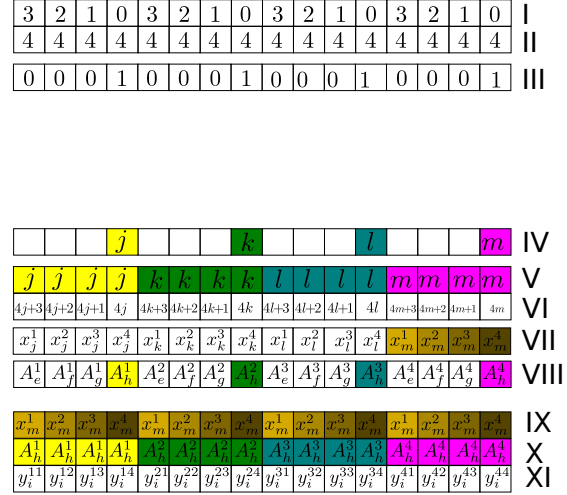 3 2 1 0 3 2 1 0 3 2 1 0 3 2 1 0 I
4 4 4 4 4 4 4 4 4 4 4 4 4 4 4 4 II
0 0 0 1 0 0 0 1 0 0 0 1 0 0 0 1 III
j k l m IV
j j j j k k k k l l l l m m m m V
4j+3 4j+2 4j+1 4j 4k+3 4k+2 4k+1 4k 4l+3 4l+2 4l+1 4l 4m+3 4m+2 4m+1 4m VI
x_j^1 x_j^2 x_j^3 x_j^4 x_k^1 x_k^2 x_k^3 x_k^4 x_l^1 x_l^2 x_l^3 x_l^4 x_m^1 x_m^2 x_m^3 x_m^4 VII
A_e^1 A_f^1 A_g^1 A_h^1 A_e^2 A_f^2 A_g^2 A_h^2 A_e^3 A_f^3 A_g^3 A_h^3 A_e^4 A_f^4 A_g^4 A_h^4 VIII
x_m^1 x_m^2 x_m^3 x_m^4 x_m^1 x_m^2 x_m^3 x_m^4 x_m^1 x_m^2 x_m^3 x_m^4 x_m^1 x_m^2 x_m^3 x_m^4 IX
A_h^1 A_h^1 A_h^1 A_h^1 A_h^2 A_h^2 A_h^2 A_h^2 A_h^3 A_h^3 A_h^3 A_h^3 A_h^4 A_h^4 A_h^4 A_h^4 X
y_i^{11} y_i^{12} y_i^{13} y_i^{14} y_i^{21} y_i^{22} y_i^{23} y_i^{24} y_i^{31} y_i^{32} y_i^{33} y_i^{34} y_i^{41} y_i^{42} y_i^{43} y_i^{44} XI